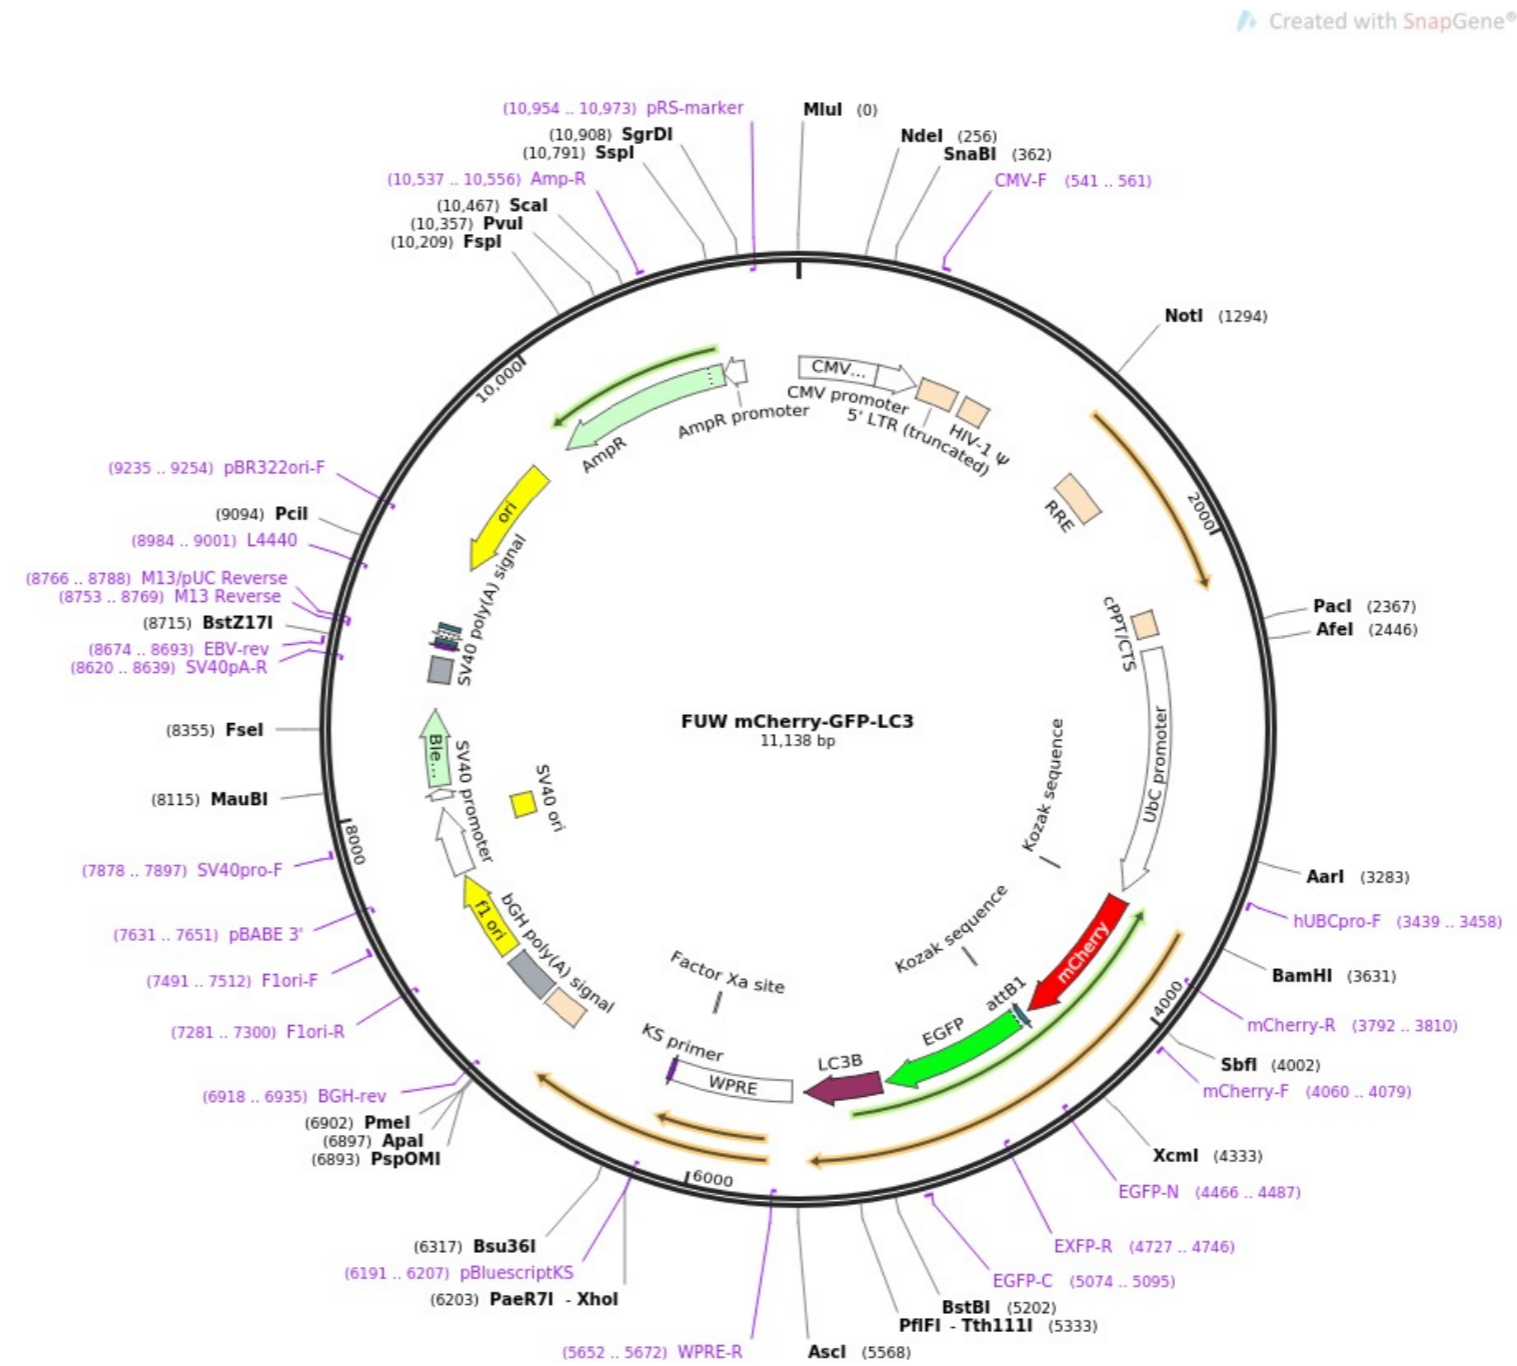 Created with SnapGene®
(10,954 .. 10,973) pRS-marker
MluI (0)
(10,908) SgrDI
NdeI (256)
(10,791) SspI
SnaBI (362)
(10,537 .. 10,556) Amp-R
CMV-F (541 .. 561)
(10,467) ScaI
(10,357) PvuI
(10,209) FspI
NotI (1294)
10,000
CMV...
CMV promoter
5' LTR (truncated)
HIV-1 Ψ
AmpR promoter
AmpR
(9235 .. 9254) pBR322ori-F
ori
RRE
2000
(9094) PciI
(8984 .. 9001) L4440
(8766 .. 8788) M13/pUC Reverse
(8753 .. 8769) M13 Reverse
(8715) BstZ17I
(8674 .. 8693) EBV-rev
(8620 .. 8639) SV40pA-R
SV40 poly(A) signal
cPPT/CTS
PacI (2367)
AfeI (2446)
(8355) FseI
FUW mCherry-GFP-LC3
11,138 bp
UbC promoter
Ble...
SV40 promoter
SV40 ori
Kozak sequence
(8115) MauBI
8000
(7878 .. 7897) SV40pro-F
AarI (3283)
hUBCpro-F (3439 .. 3458)
(7631 .. 7651) pBABE 3'
f1 ori
bGH poly(A) signal
Kozak sequence
mCherry
BamHI (3631)
(7491 .. 7512) F1ori-F
Factor Xa site
attB1
4000
mCherry-R (3792 .. 3810)
(7281 .. 7300) F1ori-R
KS primer
EGFP
LC3B
WPRE
SbfI (4002)
mCherry-F (4060 .. 4079)
(6918 .. 6935) BGH-rev
(6902) PmeI
(6897) ApaI
(6893) PspOMI
XcmI (4333)
6000
EGFP-N (4466 .. 4487)
(6317) Bsu36I
EXFP-R (4727 .. 4746)
(6191 .. 6207) pBluescriptKS
EGFP-C (5074 .. 5095)
(6203) PaeR7I - XhoI
BstBI (5202)
PflFI - Tth111I (5333)
(5652 .. 5672) WPRE-R
AscI (5568)